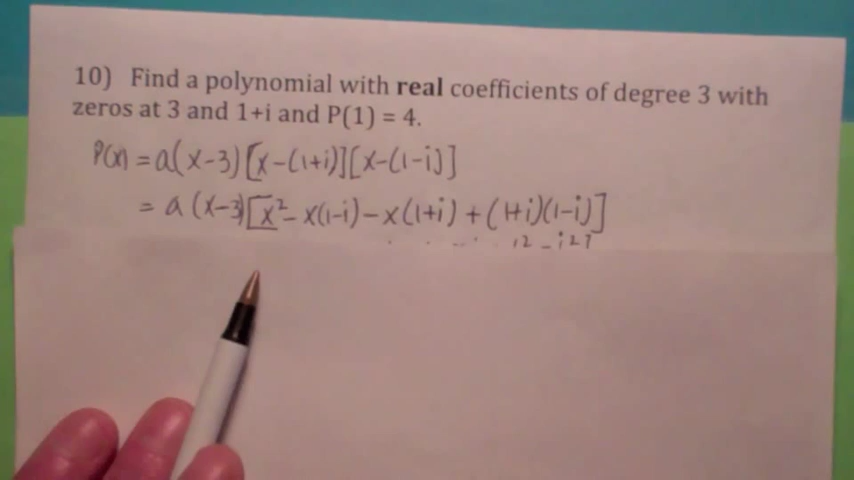 10) Find a polynomial with real coefficients of degree 3 with
zeros at 3 and 1+i and P(1) = 4.
P(x) = a(x-3)[x-(1+i)][x-(1-i)]
= a(x-3)[x²-x(1-i)-x(1+i)+(1+i)(1-i)]